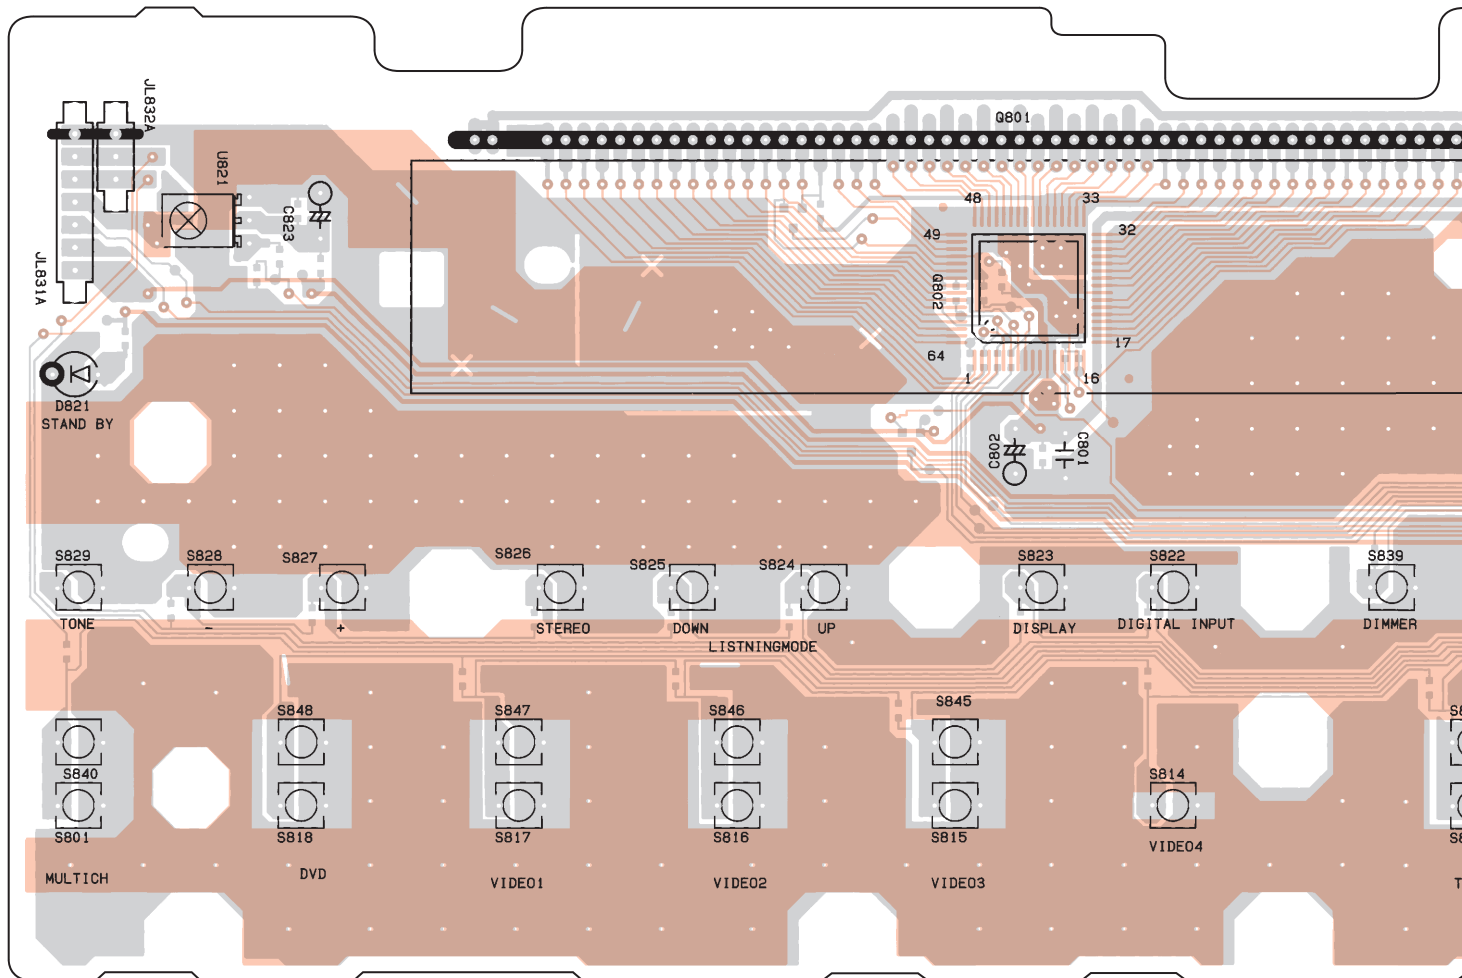 JL832A
Q801
U821
48
33
C823
49
32
JL831A
Q802
17
64
1
16
D821
STAND BY
C802
C801
S829
S828
S827
S826
S825
S824
S823
S822
S839
TONE
-
+
STEREO
DOWN
UP
DISPLAY
DIGITAL INPUT
DIMMER
LISTNINGMODE
S848
S847
S846
S845
S840
S814
S801
S818
S817
S816
S815
VIDEO4
MULTICH
DVD
VIDEO1
VIDEO2
VIDEO3